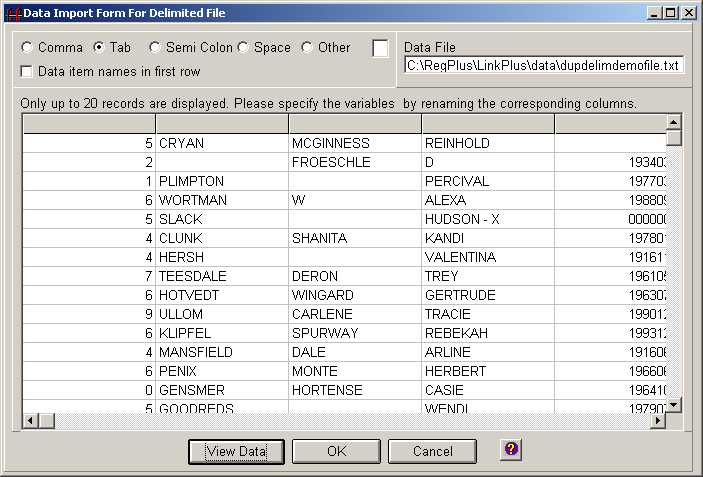 Data Import Form For Delimited File
Comma Tab Semi Colon Space Other
Data File
Data item names in first row
C:\RegPlus\LinkPlus\data\dupdelimdemofile.txt
Only up to 20 records are displayed. Please specify the variables by renaming the corresponding columns.
5 CRYAN MCGINNESS REINHOLD
2 FROESCHLE D 193403
1 PLIMPTON PERCIVAL 197703
6 WORTMAN W ALEXA 198809
5 SLACK HUDSON - X 000000
4 CLUNK SHANITA KANDI 197801
4 HERSH VALENTINA 191611
7 TEESDALE DERON TREY 196105
6 HOTVEDT WINGARD GERTRUDE 196307
9 ULLOM CARLENE TRACIE 199012
6 KLIPFEL SPURWAY REBEKAH 199312
4 MANSFIELD DALE ARLINE 191606
6 PENIX MONTE HERBERT 196606
0 GENSMER HORTENSE CASIE 196410
5 GOODREDS WENDI 197907
View Data OK Cancel ?